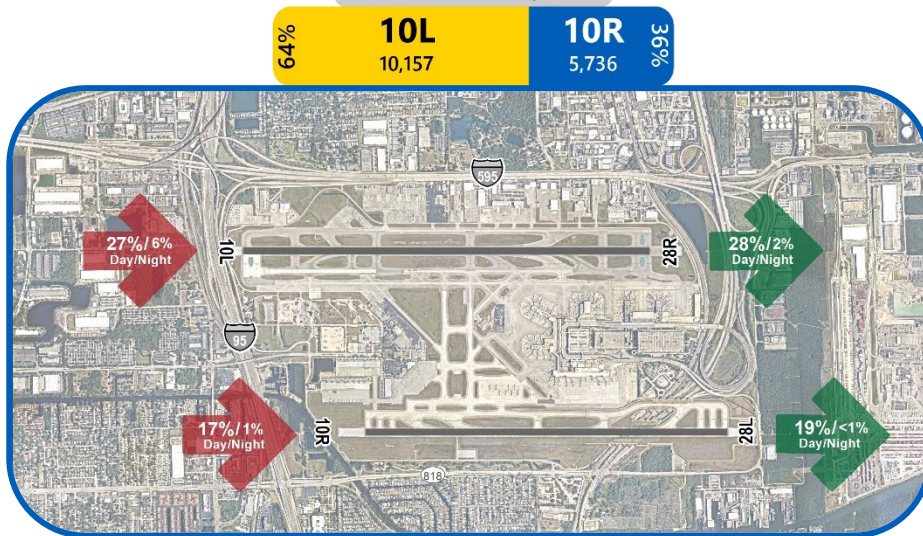 64%
10L
10,157
10R
5,736
36%
595
27%/6%
Day/Night
10L
28R
28%/2%
Day/Night
95
17%/1%
Day/Night
10R
28L
19%/<1%
Day/Night
818